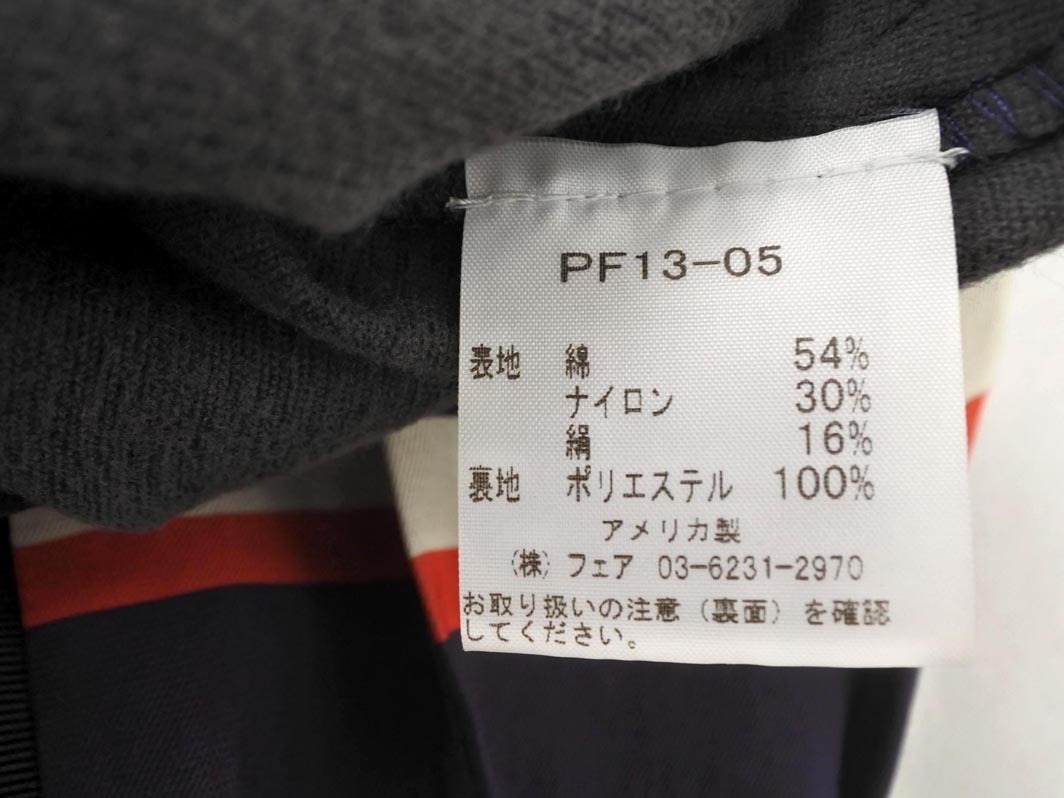 PF13-05
表地 綿 54%
ナイロン 30%
絹 16%
裏地 ポリエステル 100%
アメリカ製
(株) フェア 03-6231-2970
お取り扱いの注意 (裏面) を確認
してください。